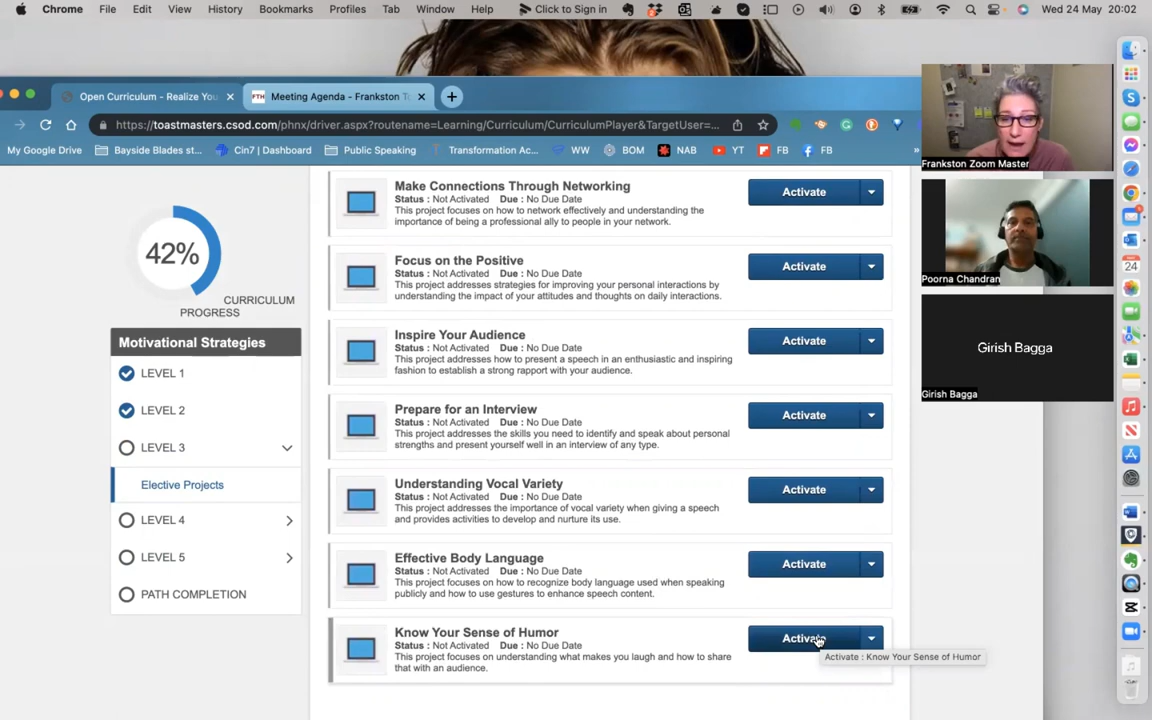 Chrome File Edit View History Bookmarks Profiles Tab Window Help Click to Sign in Wed 24 May 20:02
Open Curriculum - Realize You
Meeting Agenda - Frankston To
https://toastmasters.csod.com/phnx/driver.aspx?routename=Learning/Curriculum/CurriculumPlayer&TargetUser=...
My Google Drive Bayside Blades st... Cin7 | Dashboard Public Speaking Transformation Ac... WW BOM NAB YT FB FB »
42%
CURRICULUM
PROGRESS
Motivational Strategies
LEVEL 1
LEVEL 2
LEVEL 3
Elective Projects
LEVEL 4
LEVEL 5
PATH COMPLETION
Make Connections Through Networking
Status : Not Activated Due : No Due Date
This project focuses on how to network effectively and understanding the
importance of being a professional ally to people in your network.
Activate
Focus on the Positive
Status : Not Activated Due : No Due Date
This project addresses strategies for improving your personal interactions by
understanding the impact of your attitudes and thoughts on daily interactions.
Activate
Inspire Your Audience
Status : Not Activated Due : No Due Date
This project addresses how to present a speech in an enthusiastic and inspiring
fashion to establish a strong rapport with your audience.
Activate
Prepare for an Interview
Status : Not Activated Due : No Due Date
This project addresses the skills you need to identify and speak about personal
strengths and present yourself well in an interview of any type.
Activate
Understanding Vocal Variety
Status : Not Activated Due : No Due Date
This project addresses the importance of vocal variety when giving a speech
and provides activities to develop and nurture its use.
Activate
Effective Body Language
Status : Not Activated Due : No Due Date
This project focuses on how to recognize body language used when speaking
publicly and how to use gestures to enhance speech content.
Activate
Know Your Sense of Humor
Status : Not Activated Due : No Due Date
This project focuses on understanding what makes you laugh and how to share
that with an audience.
Activate
Activate : Know Your Sense of Humor
Frankston Zoom Master
Poorna Chandran
Girish Bagga
Girish Bagga
24